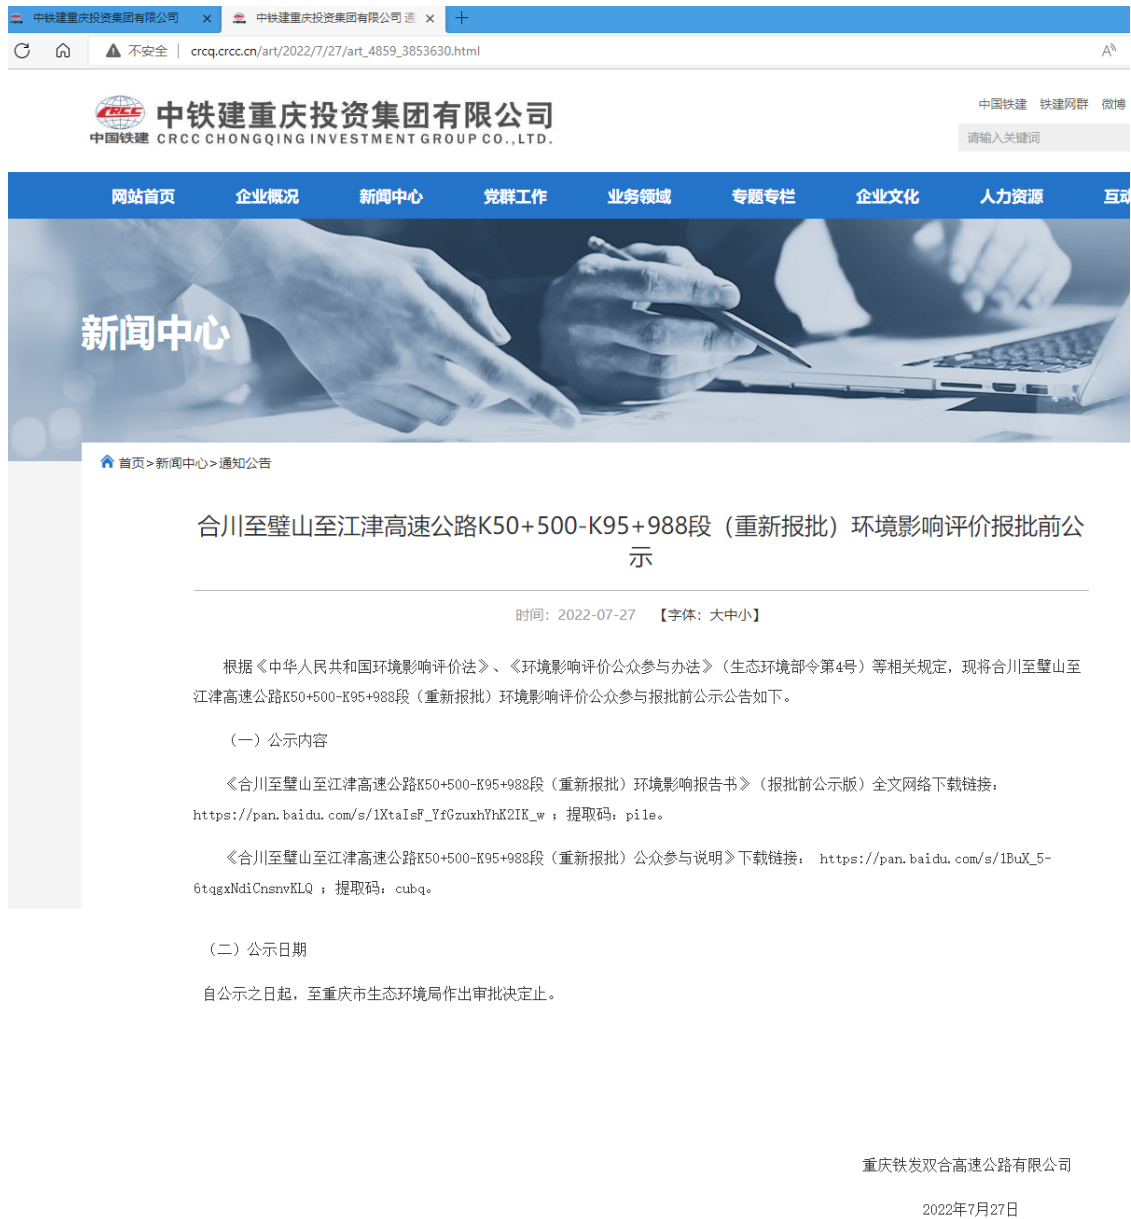 中铁建重庆投资集团有限公司
中铁建重庆投资集团有限公司 通
不安全 | crcq.crcc.cn/art/2022/7/27/art_4859_3853630.html
CRCC
中国铁建
中铁建重庆投资集团有限公司
CRCC CHONGQING INVESTMENT GROUP CO.,LTD.
中国铁建 铁建网群 微博
请输入关键词
网站首页 企业概况 新闻中心 党群工作 业务领域 专题专栏 企业文化 人力资源 互动
新闻中心
首页>新闻中心>通知公告
合川至璧山至江津高速公路K50+500-K95+988段（重新报批）环境影响评价报批前公
示
时间：2022-07-27 【字体：大中小】
根据《中华人民共和国环境影响评价法》、《环境影响评价公众参与办法》（生态环境部令第4号）等相关规定，现将合川至璧山至
江津高速公路K50+500-K95+988段（重新报批）环境影响评价公众参与报批前公示公告如下。
（一）公示内容
《合川至璧山至江津高速公路K50+500-K95+988段（重新报批）环境影响报告书》（报批前公示版）全文网络下载链接：
https://pan.baidu.com/s/1XtaIsF_YfGzuxhYhK2IK_w ；提取码：pi1e。
《合川至璧山至江津高速公路K50+500-K95+988段（重新报批）公众参与说明》下载链接： https://pan.baidu.com/s/1BuX_5-
6tqgxNdiCnsnvKLQ ；提取码：cubq。
（二）公示日期
自公示之日起，至重庆市生态环境局作出审批决定止。
重庆铁发双合高速公路有限公司
2022年7月27日